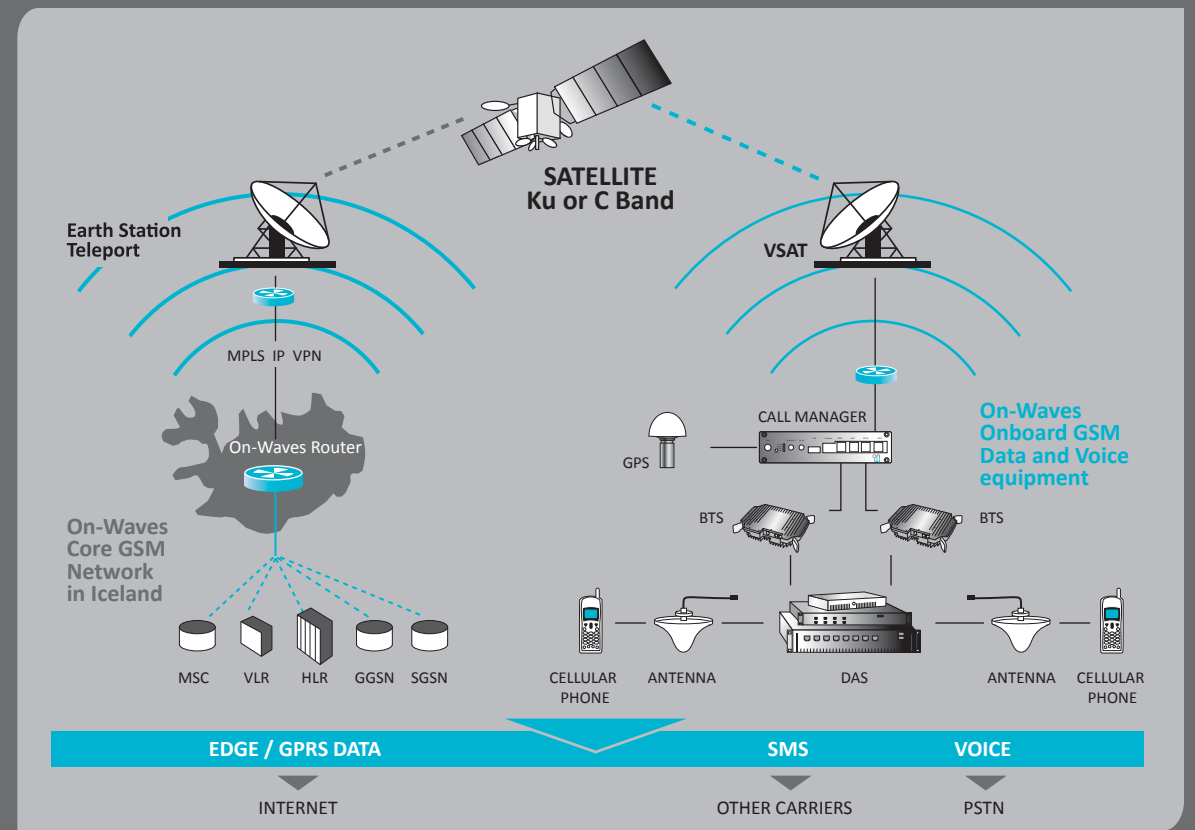 SATELLITE
Ku or C Band
Earth Station
Teleport
VSAT
MPLS IP VPN
On-Waves Router
On-Waves
Core GSM
Network
in Iceland
MSC VLR HLR GGSN SGSN
CALL MANAGER
GPS
On-Waves
Onboard GSM
Data and Voice
equipment
BTS
BTS
CELLULAR
PHONE
ANTENNA
DAS
ANTENNA
CELLULAR
PHONE
EDGE / GPRS DATA
SMS
VOICE
INTERNET
OTHER CARRIERS
PSTN